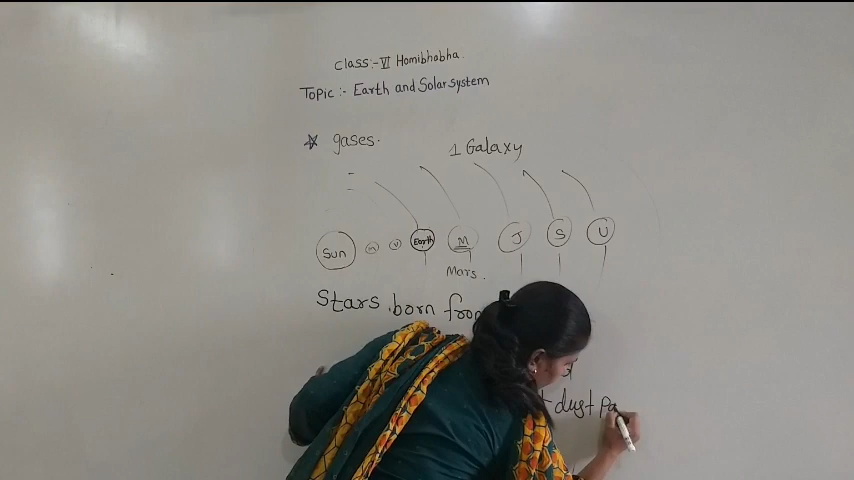 Class:- VI Homibhabha.
Topic:- Earth and Solar system
☆ gases.
1 Galaxy
Sun m v Earth M J S U
Mars.
Stars born from
dust Pa